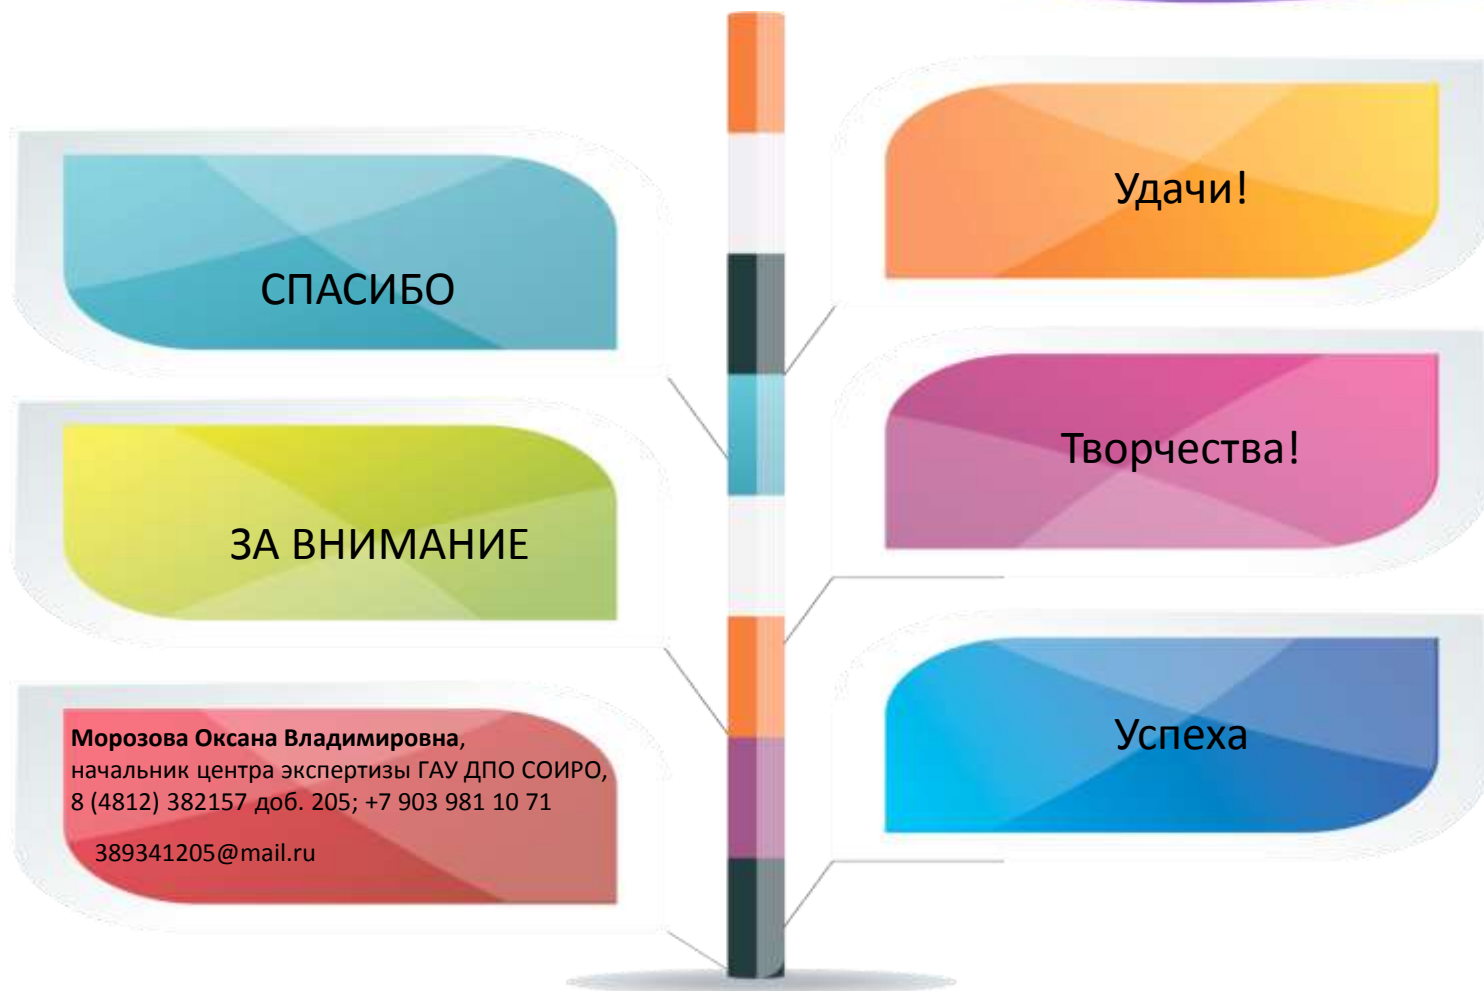 СПАСИБО
ЗА ВНИМАНИЕ
Морозова Оксана Владимировна,
начальник центра экспертизы ГАУ ДПО СОИРО,
8 (4812) 382157 доб. 205; +7 903 981 10 71
389341205@mail.ru
Удачи!
Творчества!
Успеха